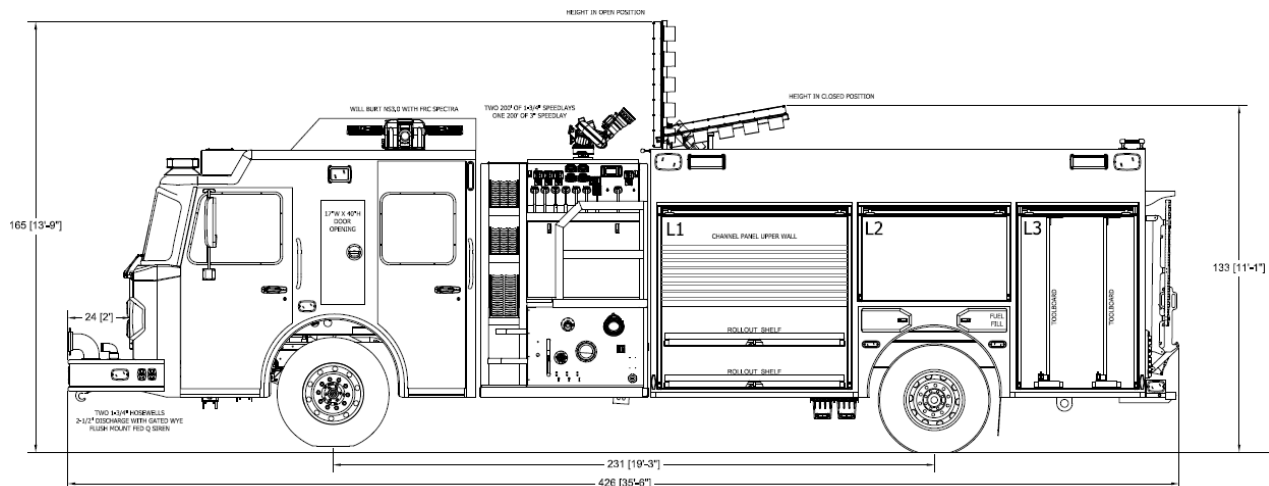 HEIGHT IN OPEN POSITION
HEIGHT IN CLOSED POSITION
WILL BURT NS3.0 WITH FRC SPECTRA
TWO 200' OF 1-3/4" SPEEDLAYS
ONE 200' OF 3" SPEEDLAY
165 [13'-9"]
17"W X 40"H
DOOR
OPENING
L1
CHANNEL PANEL UPPER WALL
L2
L3
133 [11'-1"]
TOOLBOARD
TOOLBOARD
24 [2']
FUEL
FILL
ROLLOUT SHELF
ROLLOUT SHELF
TWO 1-3/4" HOSEWELLS
2-1/2" DISCHARGE WITH GATED WYE
FLUSH MOUNT FED Q SIREN
231 [19'-3"]
426 [35'-6"]